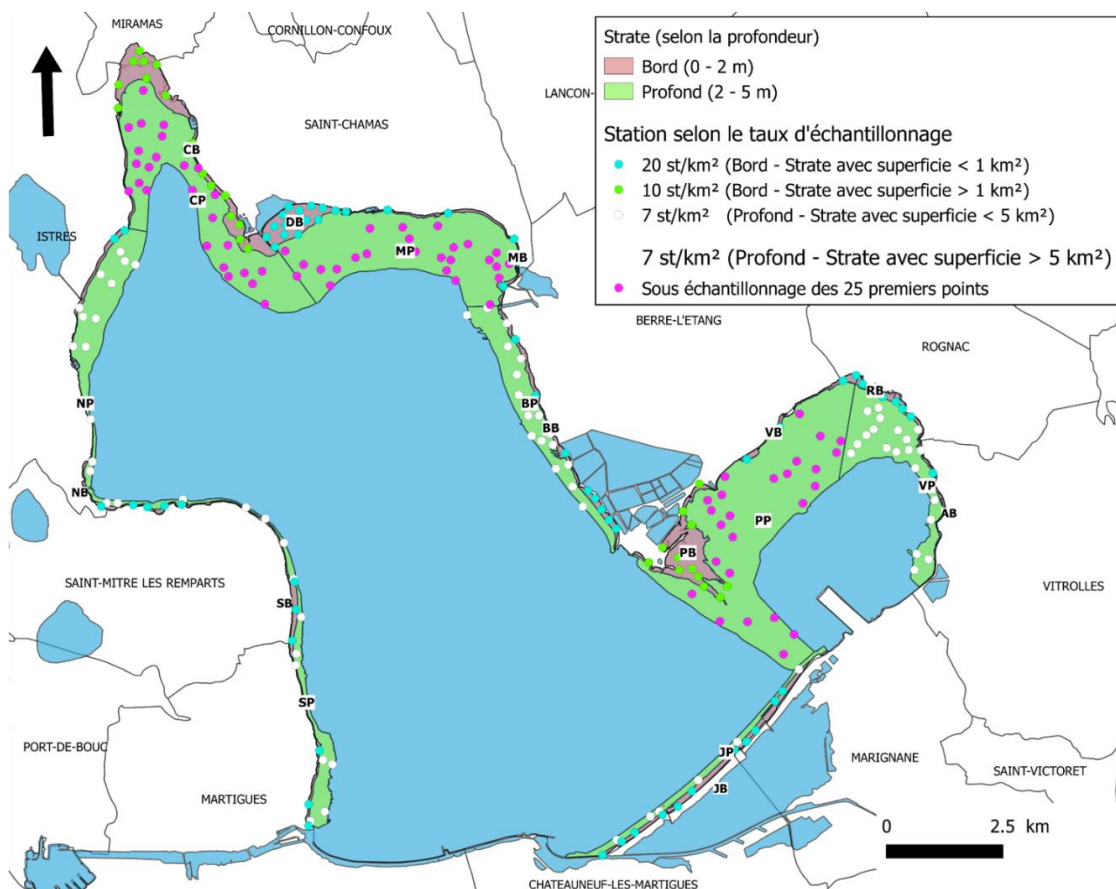 MIRAMAS
CORNILLON-CONFOUX
LANCON-
SAINT-CHAMAS
ISTRES
BERRE-L'ETANG
ROGNAC
SAINT-MITRE LES REMPARTS
VITROLLES
PORT-DE-BOUC
MARTIGUES
MARIGNANE
SAINT-VICTORET
CHATEAUNEUF-LES-MARTIGUES
Strate (selon la profondeur)
Bord (0 - 2 m)
Profond (2 - 5 m)
Station selon le taux d'échantillonnage
20 st/km² (Bord - Strate avec superficie < 1 km²)
10 st/km² (Bord - Strate avec superficie > 1 km²)
7 st/km² (Profond - Strate avec superficie < 5 km²)
7 st/km² (Profond - Strate avec superficie > 5 km²)
Sous échantillonnage des 25 premiers points
CB
CP
DB
MP
MB
NP
NB
BP
BB
VB
RB
VP
AB
PP
PB
SB
SP
JP
JB
0 2.5 km